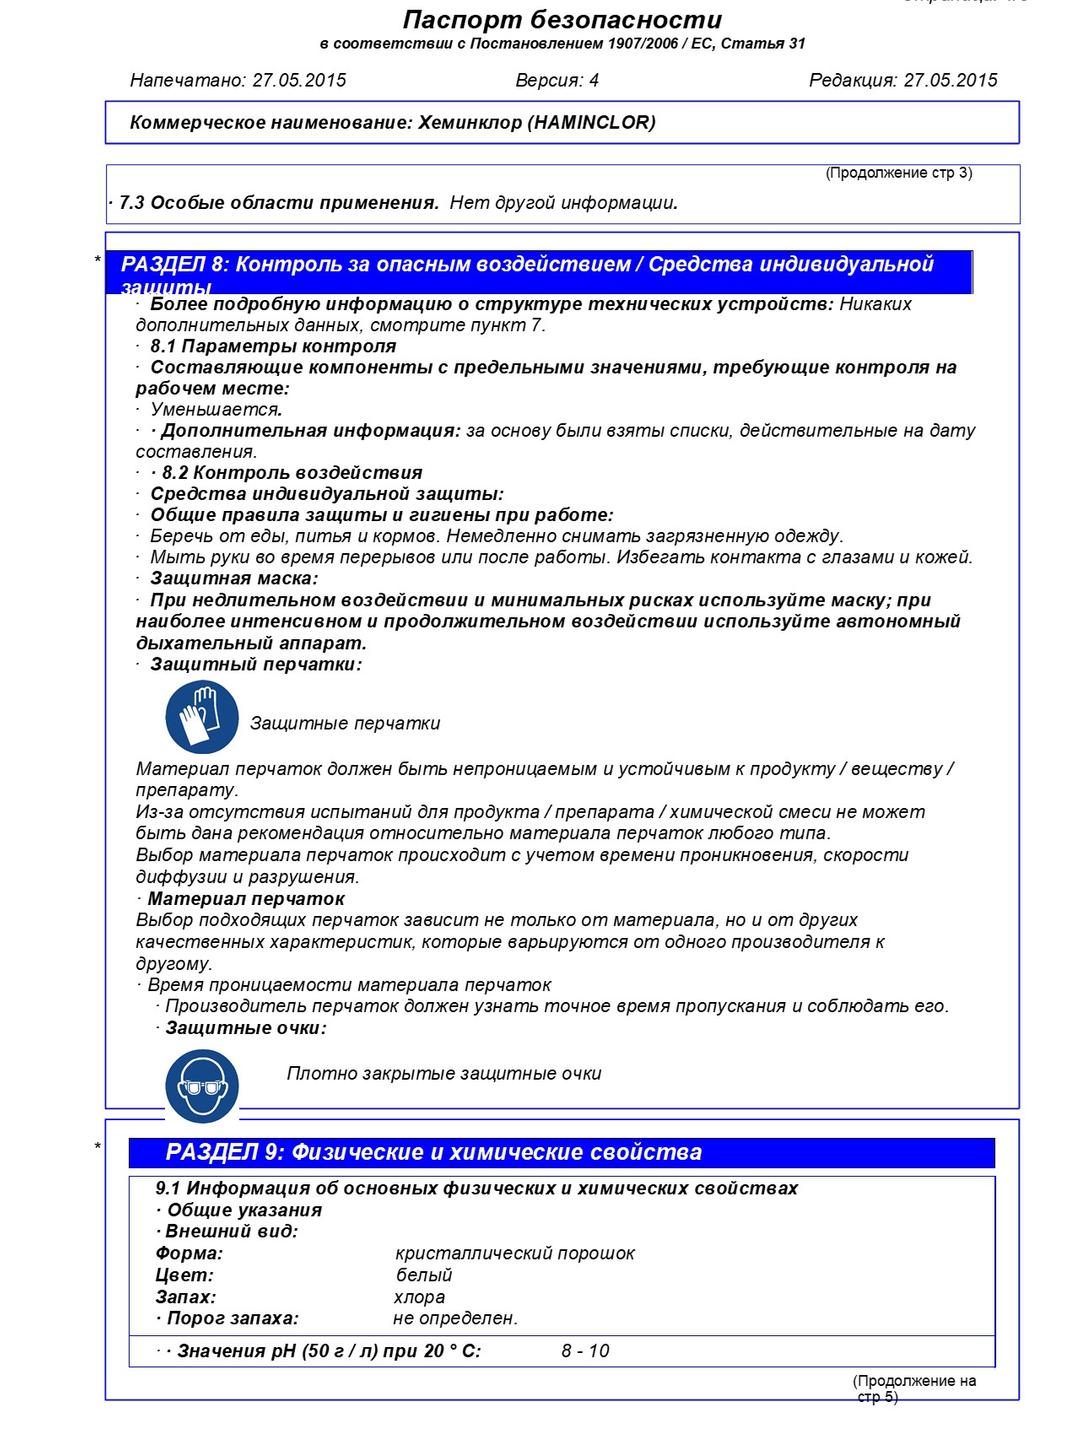 Паспорт безопасности
в соответствии с Постановлением 1907/2006 / ЕС, Статья 31
Напечатано: 27.05.2015 Версия: 4 Редакция: 27.05.2015
Коммерческое наименование: Хеминклор (HAMINCLOR)
(Продолжение стр 3)
· 7.3 Особые области применения. Нет другой информации.
* РАЗДЕЛ 8: Контроль за опасным воздействием / Средства индивидуальной
защиты
· Более подробную информацию о структуре технических устройств: Никаких
дополнительных данных, смотрите пункт 7.
· 8.1 Параметры контроля
· Составляющие компоненты с предельными значениями, требующие контроля на
рабочем месте:
· Уменьшается.
· · Дополнительная информация: за основу были взяты списки, действительные на дату
составления.
· · 8.2 Контроль воздействия
· Средства индивидуальной защиты:
· Общие правила защиты и гигиены при работе:
· Беречь от еды, питья и кормов. Немедленно снимать загрязненную одежду.
· Мыть руки во время перерывов или после работы. Избегать контакта с глазами и кожей.
· Защитная маска:
· При недлительном воздействии и минимальных рисках используйте маску; при
наиболее интенсивном и продолжительном воздействии используйте автономный
дыхательный аппарат.
· Защитный перчатки:
Защитные перчатки
Материал перчаток должен быть непроницаемым и устойчивым к продукту / веществу /
препарату.
Из-за отсутствия испытаний для продукта / препарата / химической смеси не может
быть дана рекомендация относительно материала перчаток любого типа.
Выбор материала перчаток происходит с учетом времени проникновения, скорости
диффузии и разрушения.
· Материал перчаток
Выбор подходящих перчаток зависит не только от материала, но и от других
качественных характеристик, которые варьируются от одного производителя к
другому.
· Время проницаемости материала перчаток
· Производитель перчаток должен узнать точное время пропускания и соблюдать его.
· Защитные очки:
Плотно закрытые защитные очки
* РАЗДЕЛ 9: Физические и химические свойства
9.1 Информация об основных физических и химических свойствах
· Общие указания
· Внешний вид:
Форма: кристаллический порошок
Цвет: белый
Запах: хлора
· Порог запаха: не определен.
· · Значения pH (50 г / л) при 20 ° C: 8 - 10
(Продолжение на
стр 5)